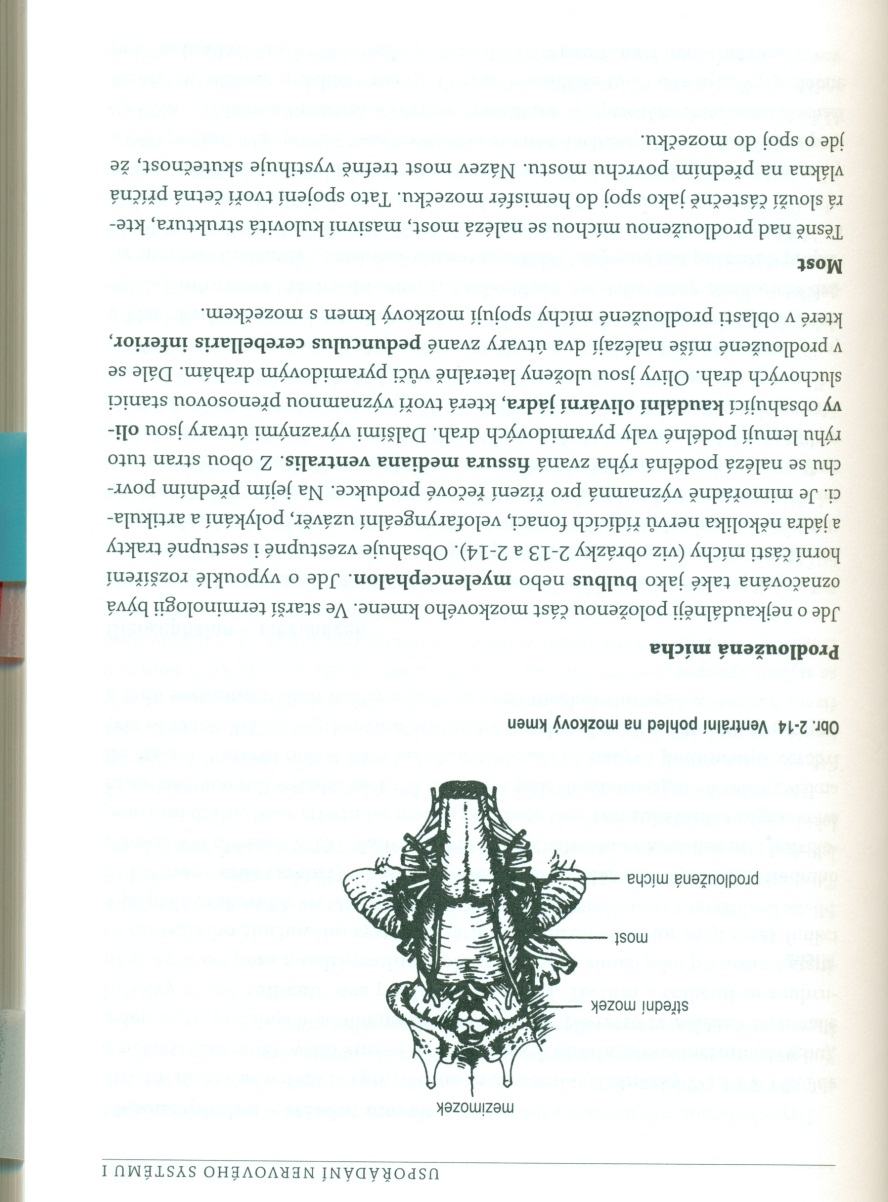 USPOŘÁDÁNÍ NERVOVÉHO SYSTÉMU I
mezimozek
střední mozek
most
prodloužená mícha
Obr. 2-14 Ventrální pohled na mozkový kmen
Prodloužená mícha
Jde o nejkaudálněji položenou část mozkového kmene. Ve starší terminologii bývá
označována také jako bulbus nebo myelencephalon. Jde o vypouklé rozšíření
horní části míchy (viz obrázky 2-13 a 2-14). Obsahuje vzestupné i sestupné trakty
a jádra několika nervů řídících fonaci, velofaryngeální uzávěr, polykání a artikula-
ci. Je mimořádně významná pro řízení řečové produkce. Na jejím předním povr-
chu se nalézá podélná rýha zvaná fissura mediana ventralis. Z obou stran tuto
rýhu lemují podélné valy pyramidových drah. Dalšími výraznými útvary jsou oli-
vy obsahující kaudální olivární jádra, která tvoří významnou přenosovou stanici
sluchových drah. Olivy jsou uloženy laterálně vůči pyramidovým drahám. Dále se
v prodloužené míše nalézají dva útvary zvané pedunculus cerebellaris inferior,
které v oblasti prodloužené míchy spojují mozkový kmen s mozečkem.
Most
Těsně nad prodlouženou míchou se nalézá most, masivní kulovitá struktura, kte-
rá slouží částečně jako spoj do hemisfér mozečku. Tato spojení tvoří četná příčná
vlákna na předním povrchu mostu. Název most trefně vystihuje skutečnost, že
jde o spoj do mozečku.